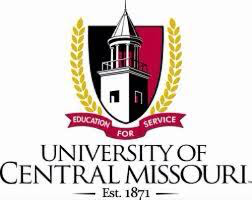 EDUCATION FOR SERVICE
UNIVERSITY OF
CENTRAL MISSOURI
Est. 1871